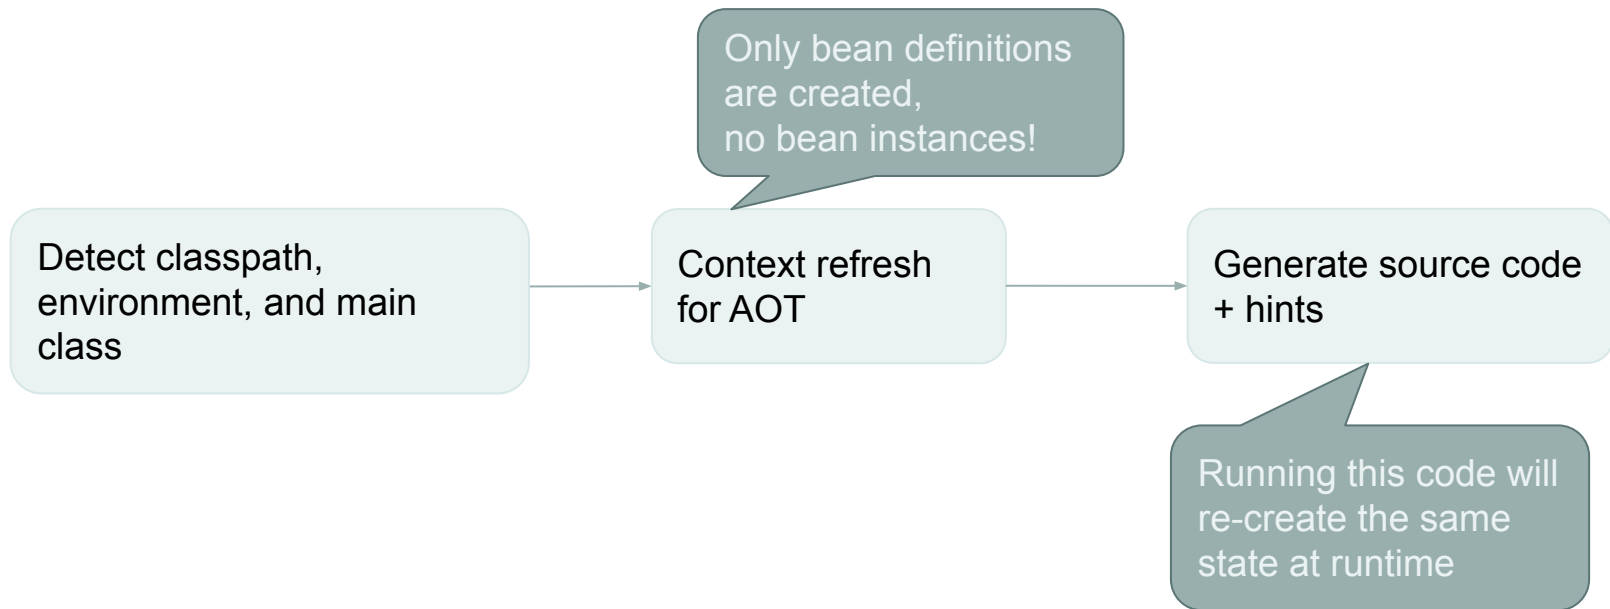 Only bean definitions
are created,
no bean instances!
Detect classpath,
environment, and main
class
Context refresh
for AOT
Generate source code
+ hints
Running this code will
re-create the same
state at runtime